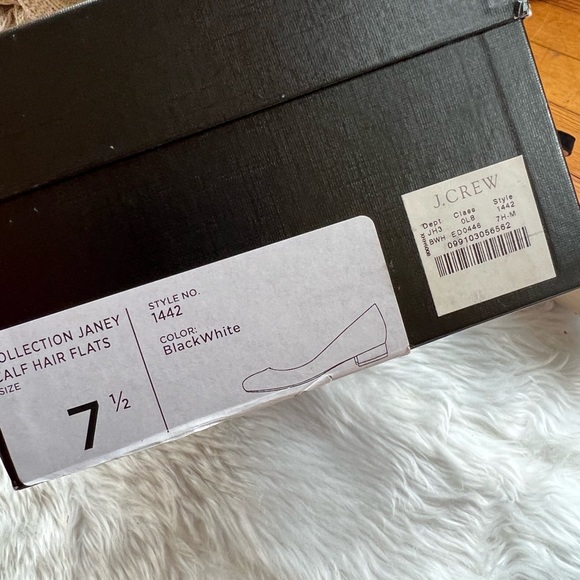 J.CREW
Dept Class Style
JH3 0L8 1442
BWH ED0446 7H-M
099103056562
OLLECTION JANEY
CALF HAIR FLATS
SIZE
7 ½
STYLE NO.
1442
COLOR:
BlackWhite